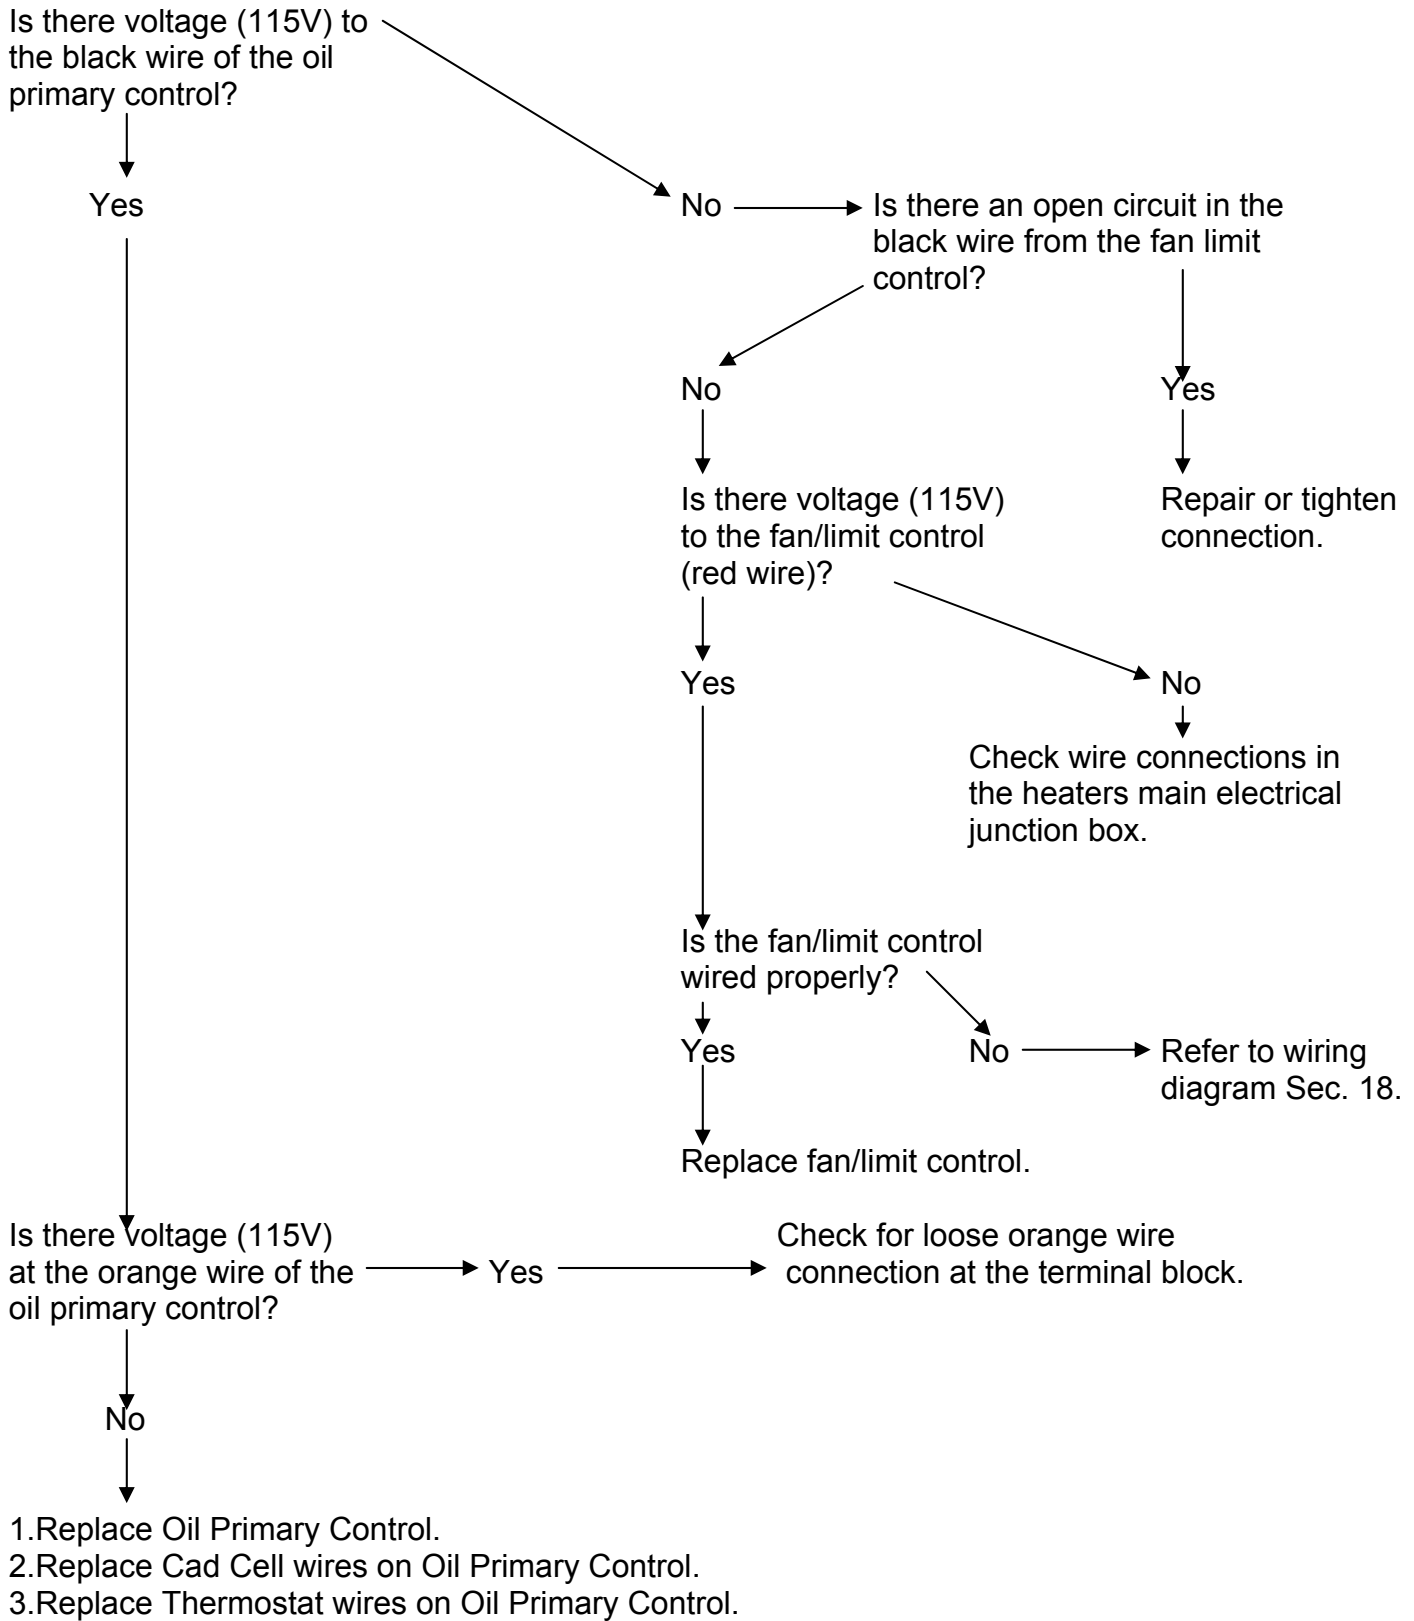 Is there voltage (115V) to
the black wire of the oil
primary control?
Yes
No
Is there an open circuit in the
black wire from the fan limit
control?
No
Yes
Is there voltage (115V)
to the fan/limit control
(red wire)?
Repair or tighten
connection.
Yes
No
Check wire connections in
the heaters main electrical
junction box.
Is the fan/limit control
wired properly?
Yes
No
Refer to wiring
diagram Sec. 18.
Replace fan/limit control.
Is there voltage (115V)
at the orange wire of the
oil primary control?
Yes
Check for loose orange wire
connection at the terminal block.
No
1.Replace Oil Primary Control.
2.Replace Cad Cell wires on Oil Primary Control.
3.Replace Thermostat wires on Oil Primary Control.